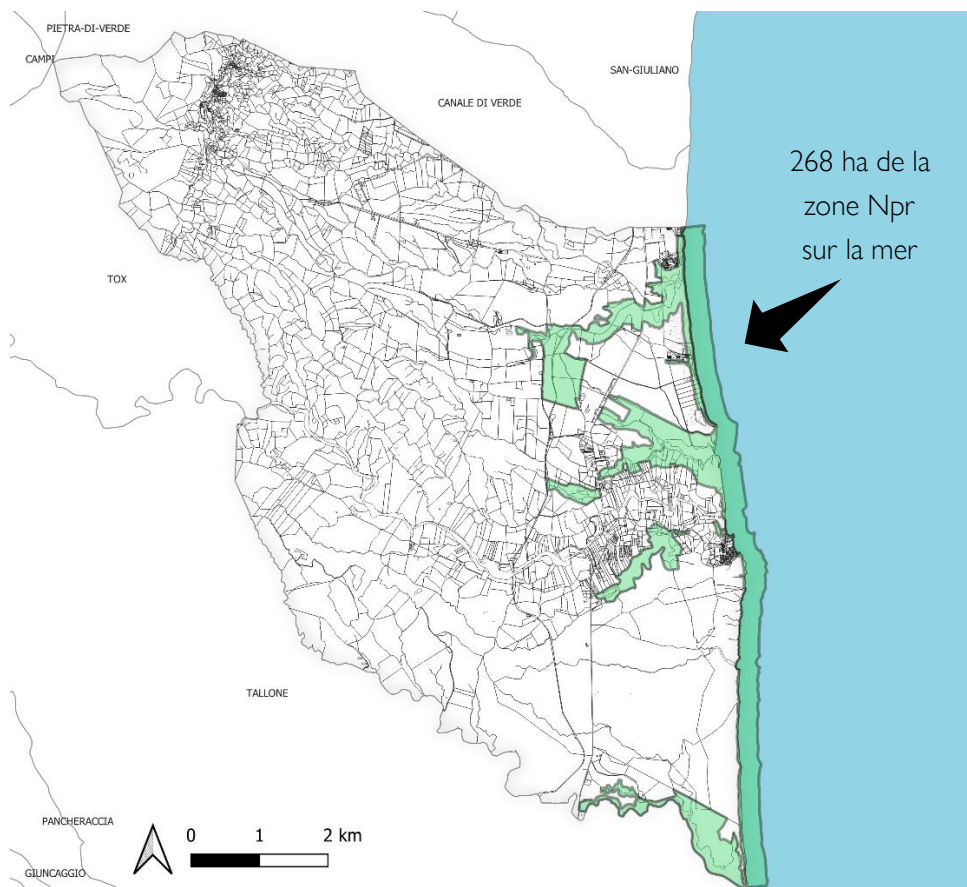 PIETRA-DI-VERDE
CAMPI
SAN-GIULIANO
CANALE DI VERDE
268 ha de la
zone Npr
sur la mer
TOX
TALLONE
PANCHERACCIA
0 1 2 km
GIUNCAGGIO